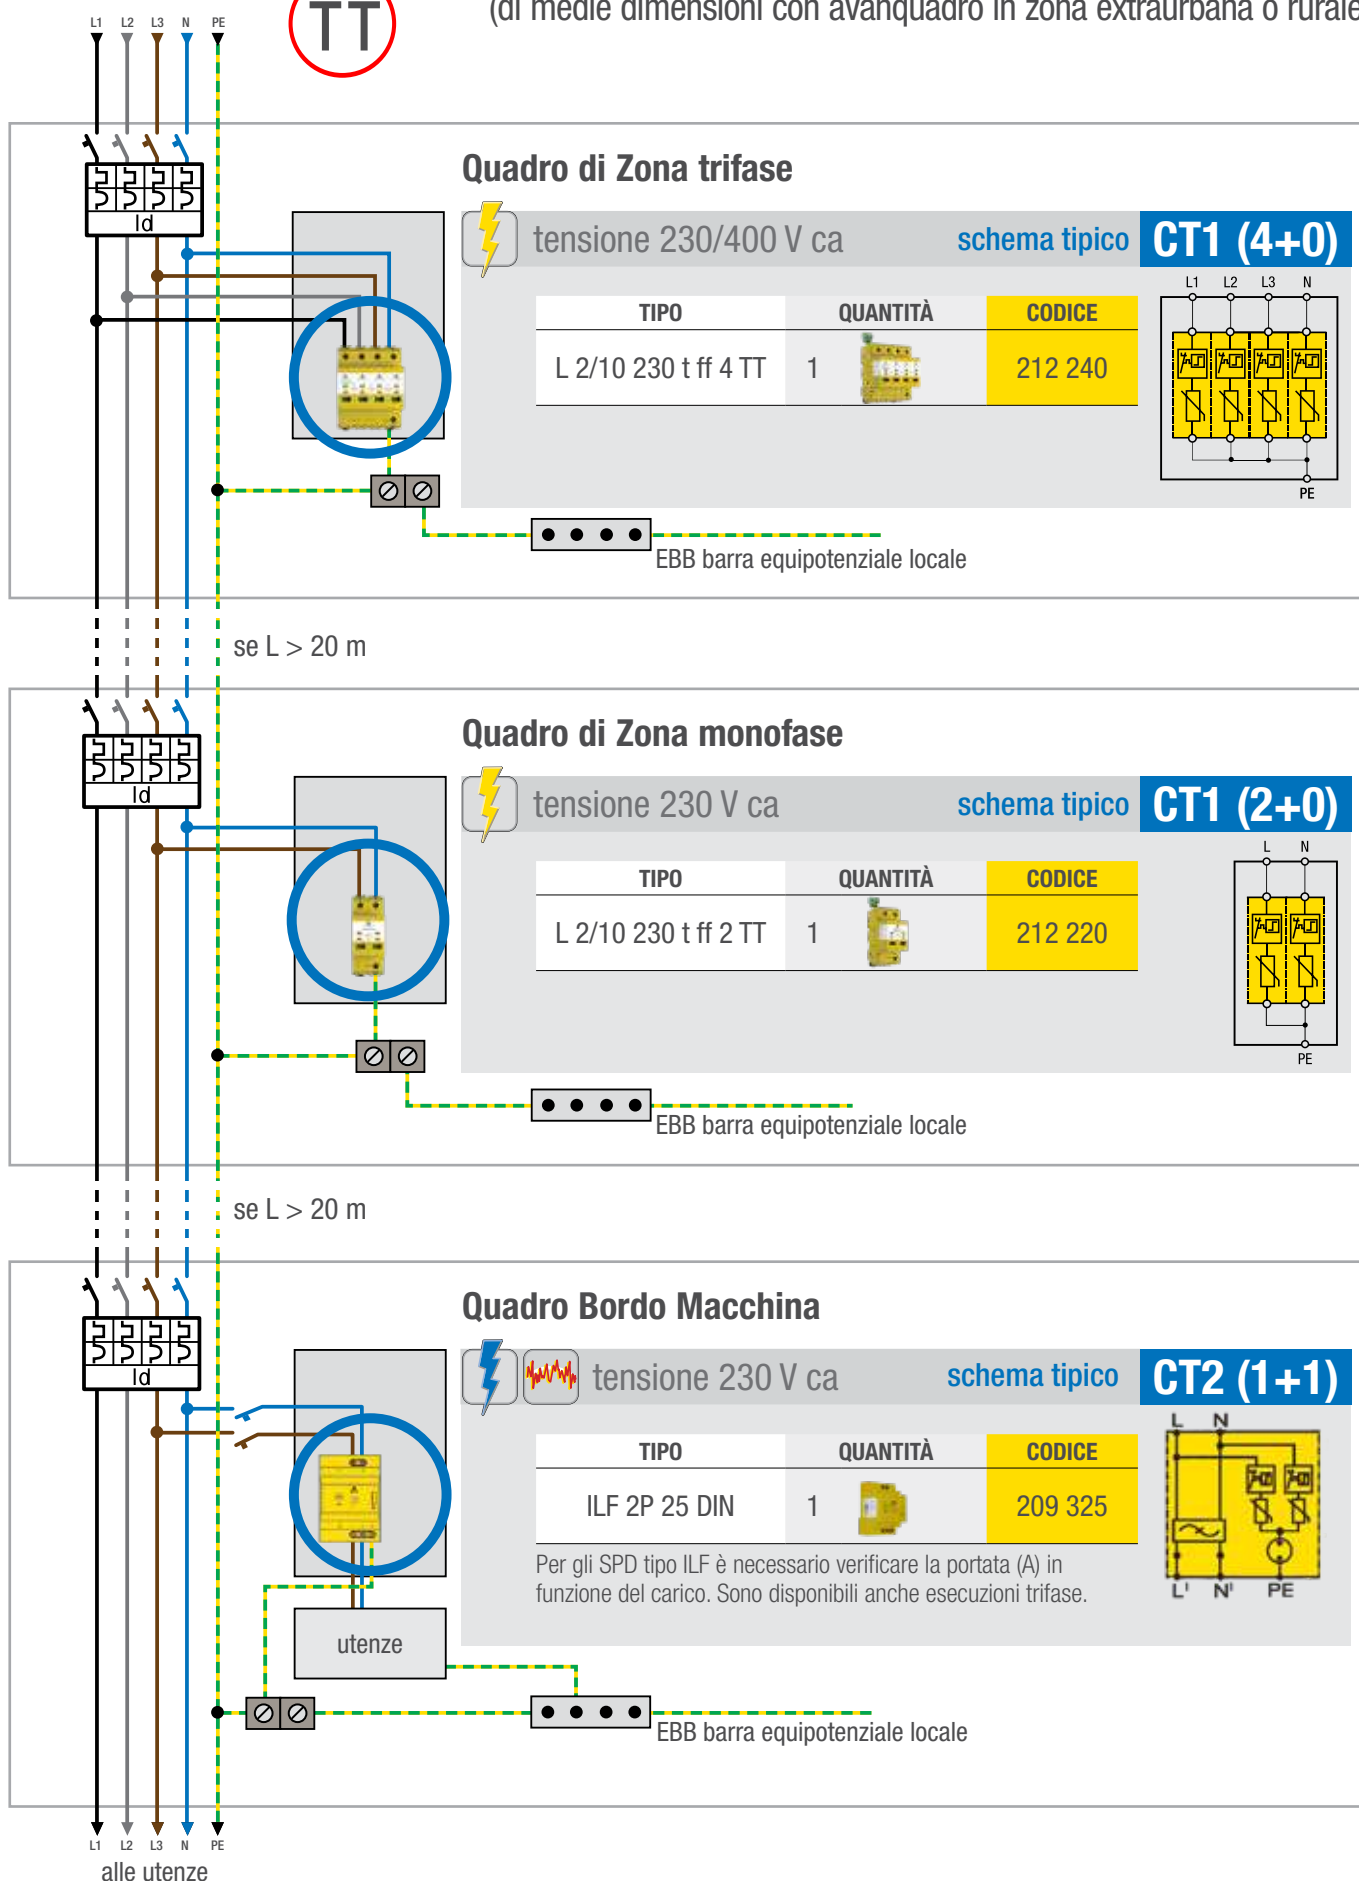 L1 L2 L3 N PE
TT
(di medie dimensioni con avanquadro in zona extraurbana o rurale
Quadro di Zona trifase
Id
tensione 230/400 V ca schema tipico CT1 (4+0)
L1 L2 L3 N
TIPO QUANTITÀ CODICE
L 2/10 230 t ff 4 TT 1 212 240
PE
EBB barra equipotenziale locale
se L > 20 m
Quadro di Zona monofase
Id
tensione 230 V ca schema tipico CT1 (2+0)
L N
TIPO QUANTITÀ CODICE
L 2/10 230 t ff 2 TT 1 212 220
PE
EBB barra equipotenziale locale
se L > 20 m
Quadro Bordo Macchina
Id
tensione 230 V ca schema tipico CT2 (1+1)
L N
TIPO QUANTITÀ CODICE
ILF 2P 25 DIN 1 209 325
Per gli SPD tipo ILF è necessario verificare la portata (A) in
funzione del carico. Sono disponibili anche esecuzioni trifase.
L' N' PE
utenze
EBB barra equipotenziale locale
L1 L2 L3 N PE
alle utenze